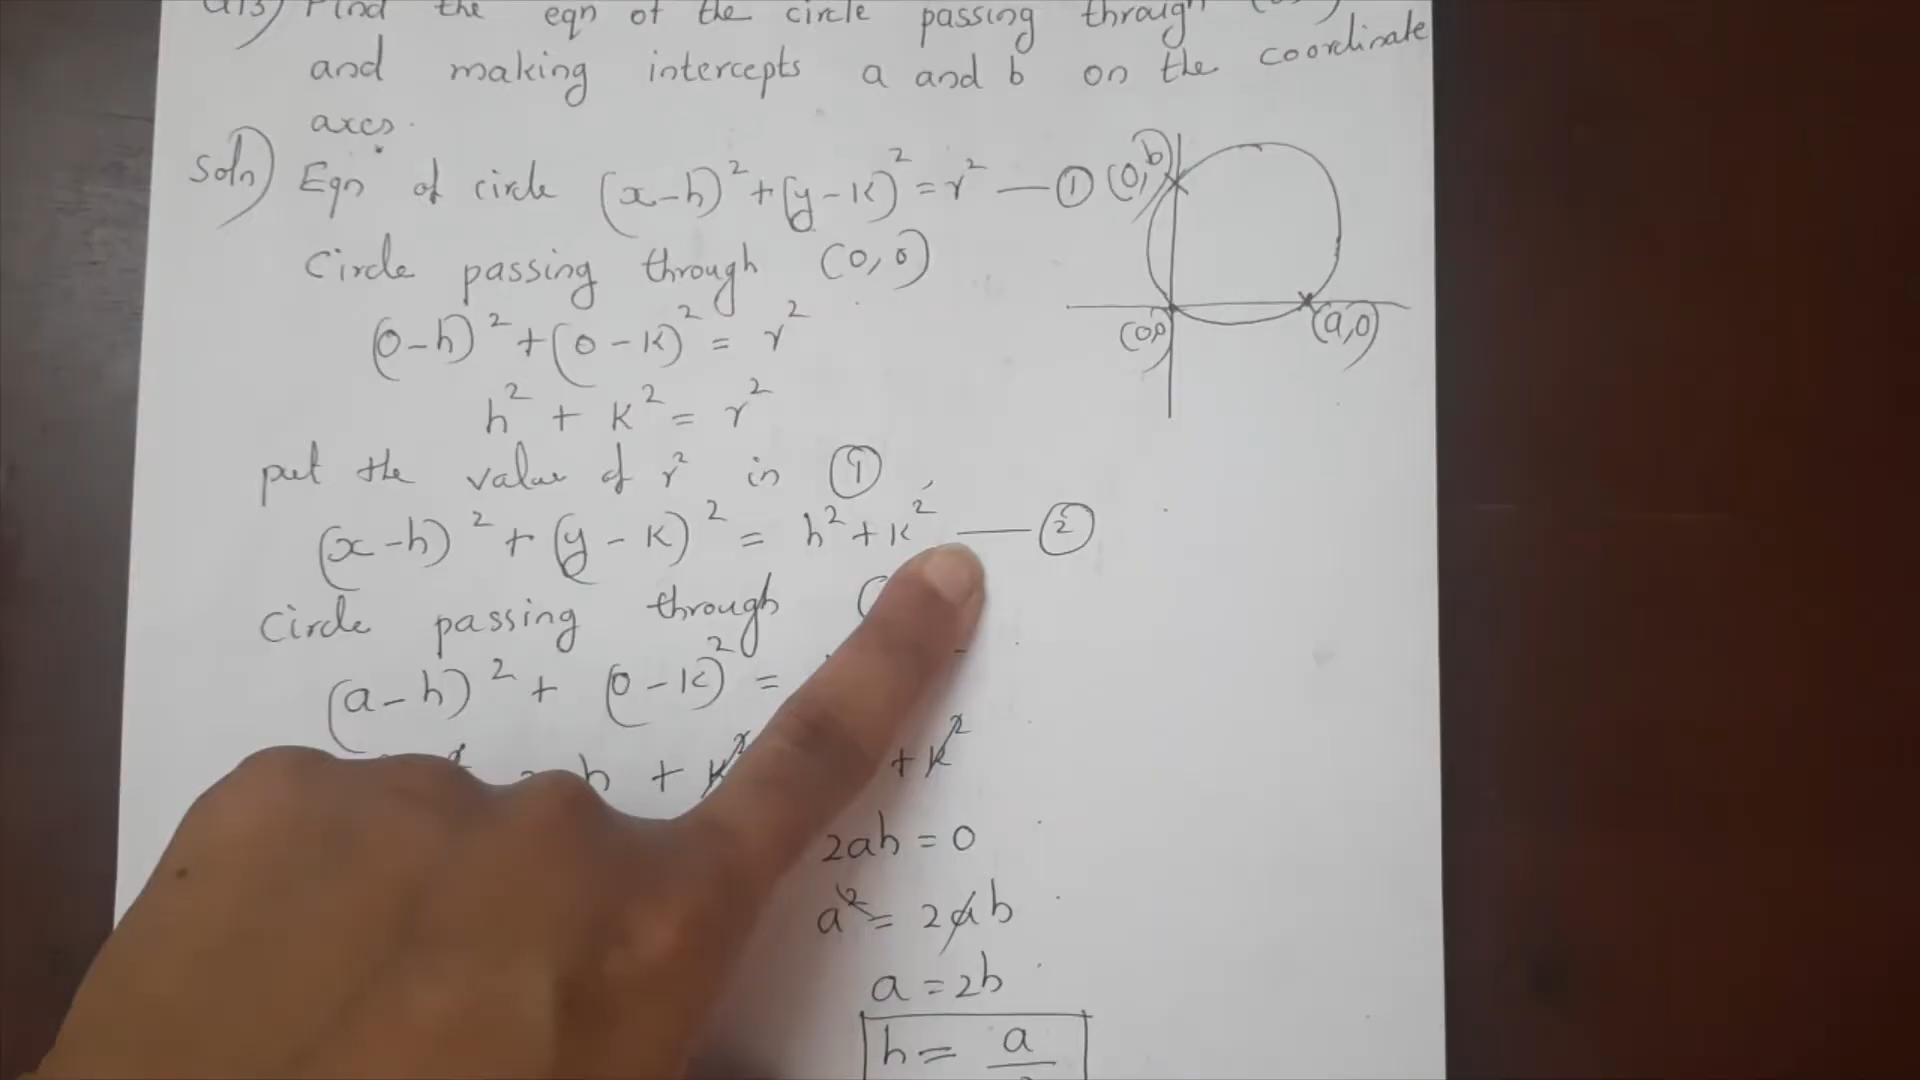 Find the eqn of the circle passing through
and making intercepts a and b on the coordinate
axes.
Soln) Eqn of circle (x-h)² + (y-k)² = r² — ①
(0,b)
Circle passing through (0,0)
(0,0)
(a,0)
(0-h)² + (0-k)² = r²
h² + k² = r²
put the value of r² in ①,
(x-h)² + (y-k)² = h² + k² — ②
Circle passing through (
(a-h)² + (0-k)² =
h + k² + k²
2ah = 0
a² = 2ah
a = 2h
h = a